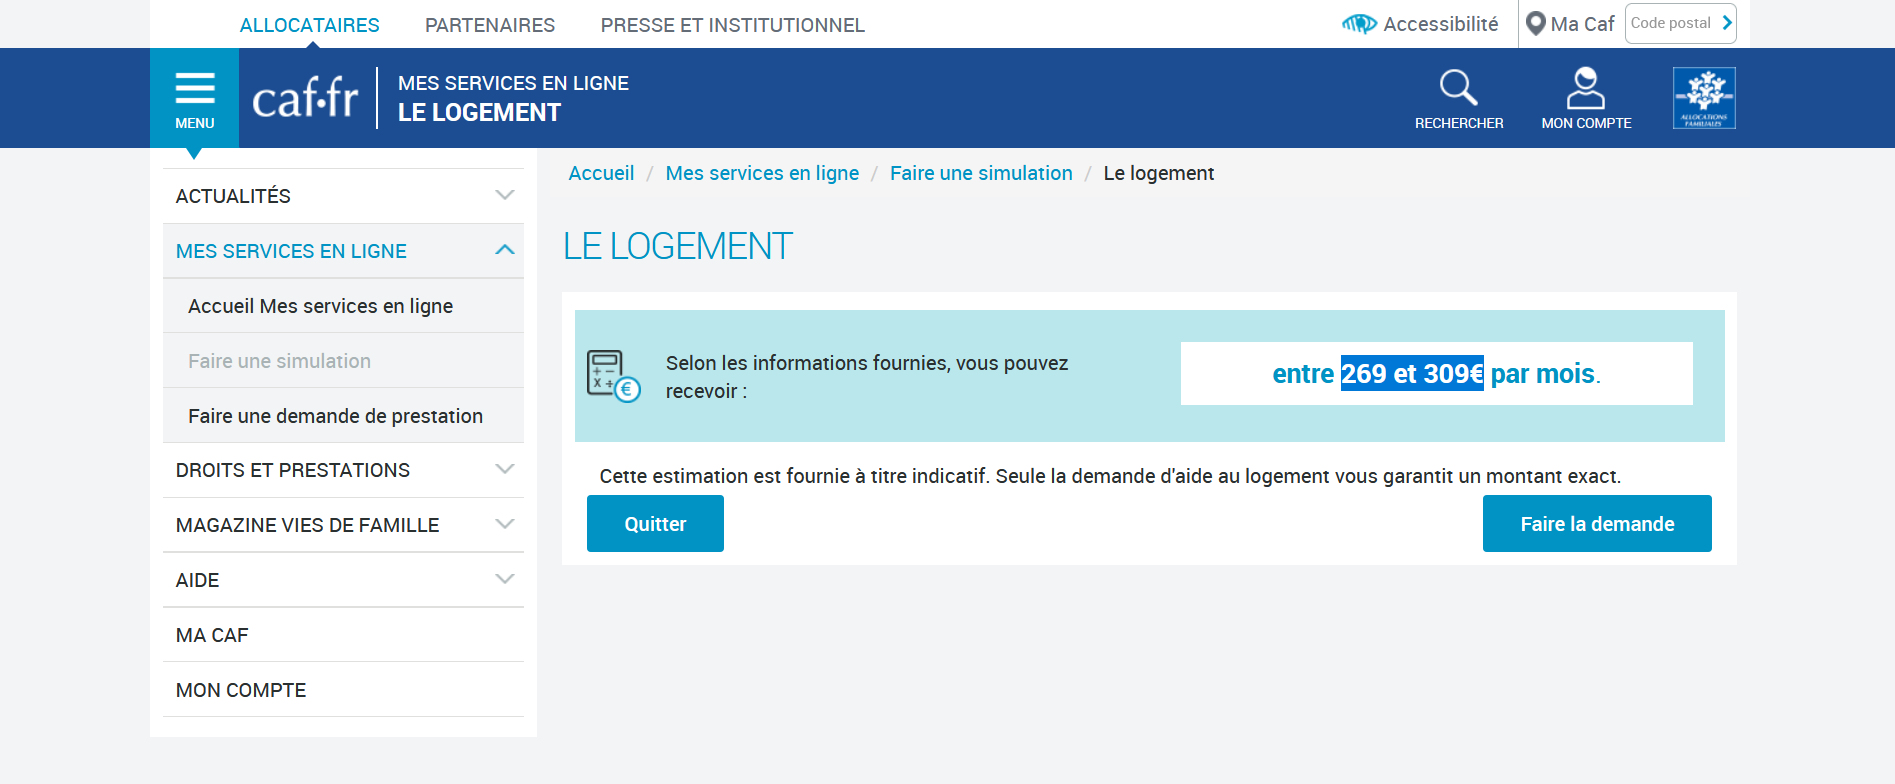 ALLOCATAIRES PARTENAIRES PRESSE ET INSTITUTIONNEL Accessibilité Ma Caf Code postal
MENU
caf.fr
MES SERVICES EN LIGNE
LE LOGEMENT
RECHERCHER
MON COMPTE
ALLOCATIONS
FAMILIALES
ACTUALITÉS
MES SERVICES EN LIGNE
Accueil Mes services en ligne
Faire une simulation
Faire une demande de prestation
DROITS ET PRESTATIONS
MAGAZINE VIES DE FAMILLE
AIDE
MA CAF
MON COMPTE
Accueil / Mes services en ligne / Faire une simulation / Le logement
LE LOGEMENT
Selon les informations fournies, vous pouvez
recevoir :
entre 269 et 309€ par mois.
Cette estimation est fournie à titre indicatif. Seule la demande d'aide au logement vous garantit un montant exact.
Quitter
Faire la demande